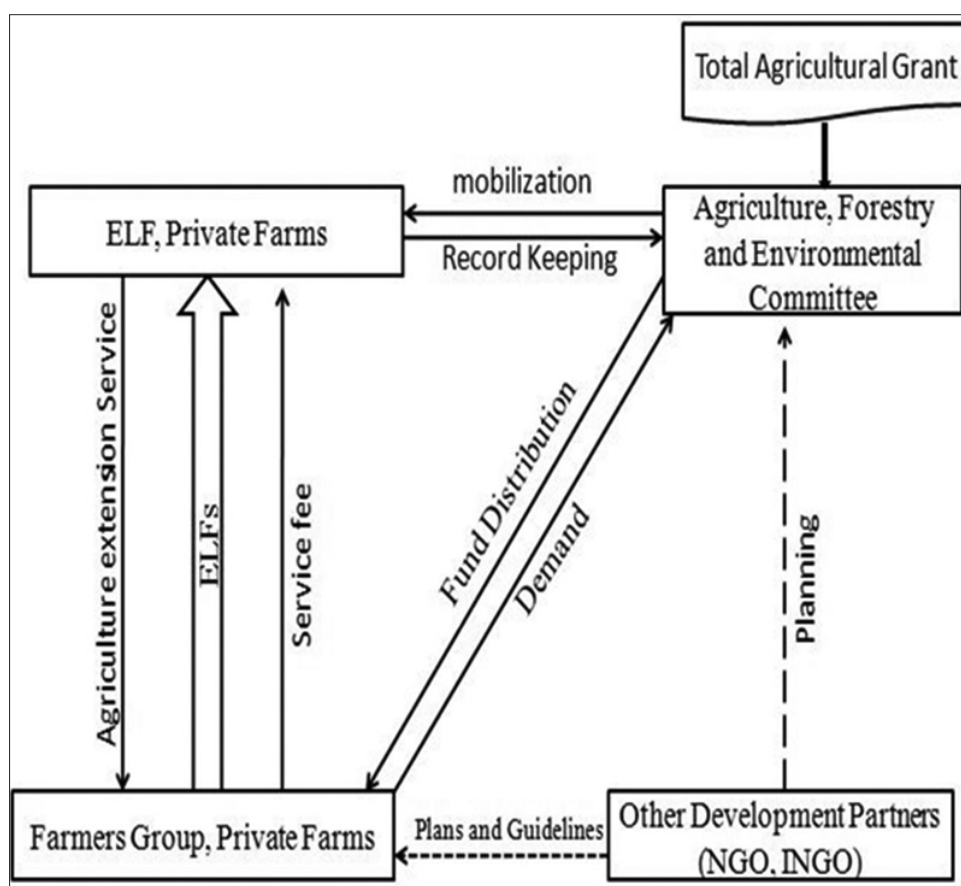 Total Agricultural Grant
mobilization
ELF, Private Farms
Agriculture, Forestry
and Environmental
Committee
Record Keeping
Agriculture extension Service
ELFs
Service fee
Fund Distribution
Demand
Planning
Farmers Group, Private Farms
Plans and Guidelines
Other Development Partners
(NGO, INGO)